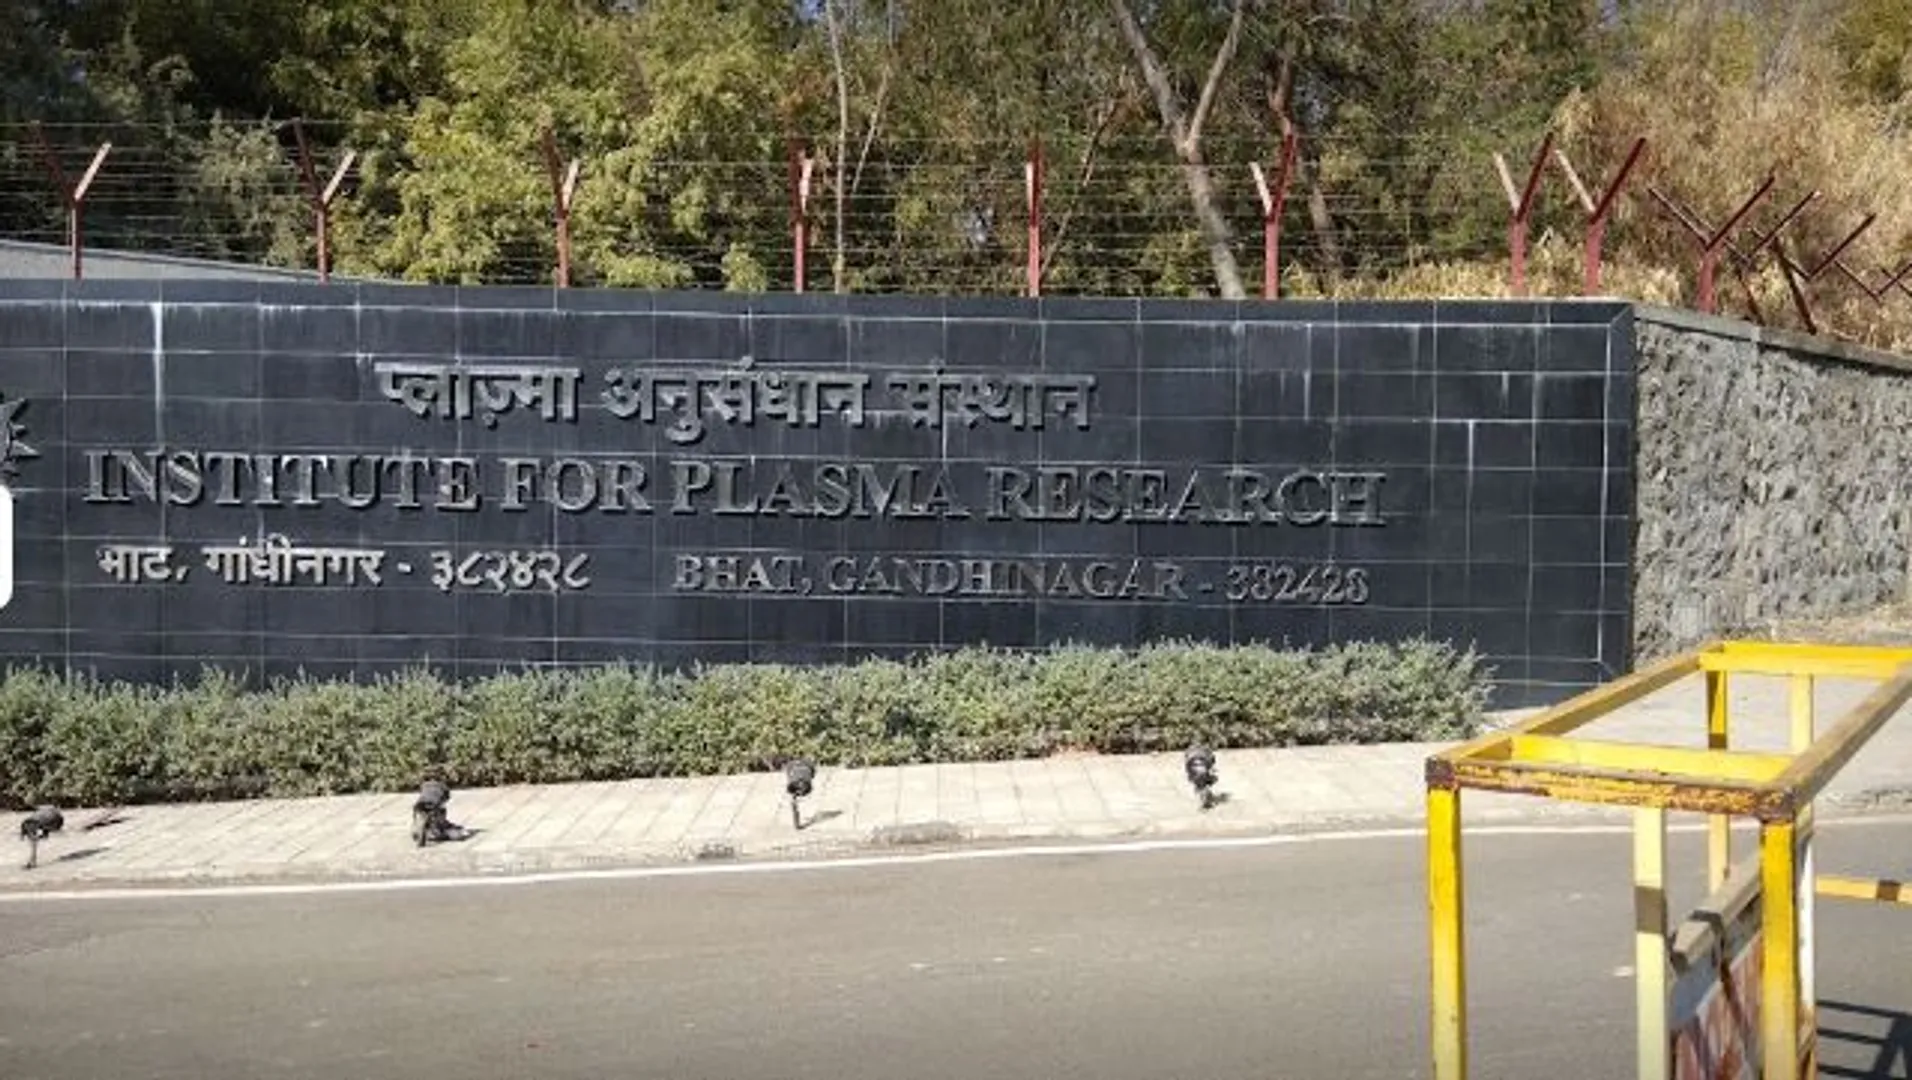 प्लाज़्मा अनुसंधान संस्थान
INSTITUTE FOR PLASMA RESEARCH
भाट, गांधीनगर - ३८२४२८ BHAT, GANDHINAGAR - 382428